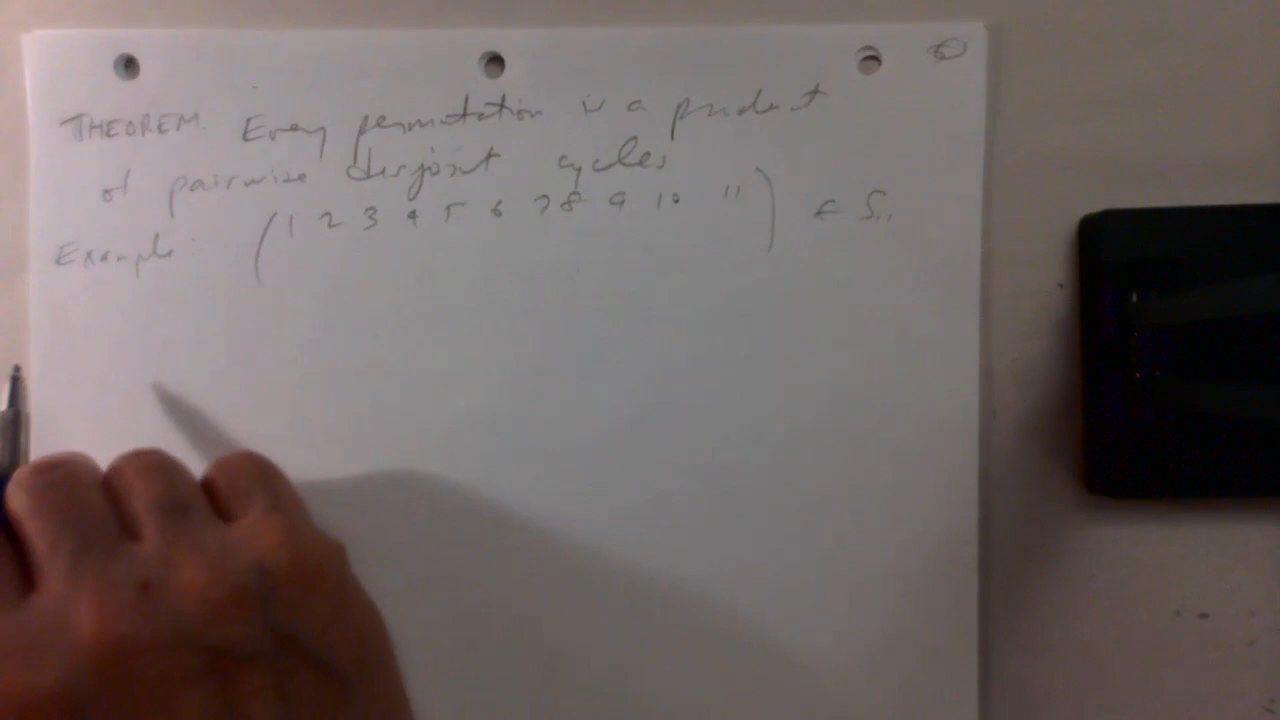 THEOREM Every permutation is a product
of pairwise disjoint cycles
Example (1 2 3 4 5 6 7 8 9 10 11) ∈ S₁₁